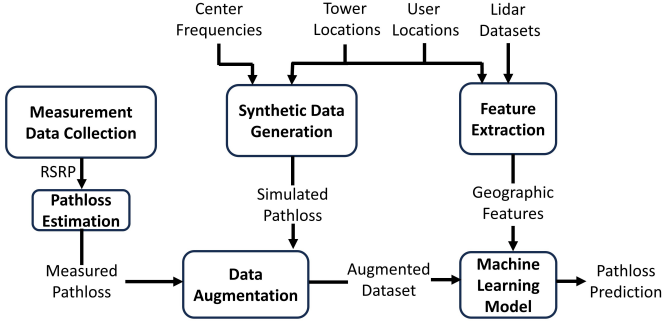 Center
Frequencies
Tower
Locations
User
Locations
Lidar
Datasets
Measurement
Data Collection
Synthetic Data
Generation
Feature
Extraction
RSRP
Pathloss
Estimation
Simulated
Pathloss
Geographic
Features
Measured
Pathloss
Data
Augmentation
Augmented
Dataset
Machine
Learning
Model
Pathloss
Prediction